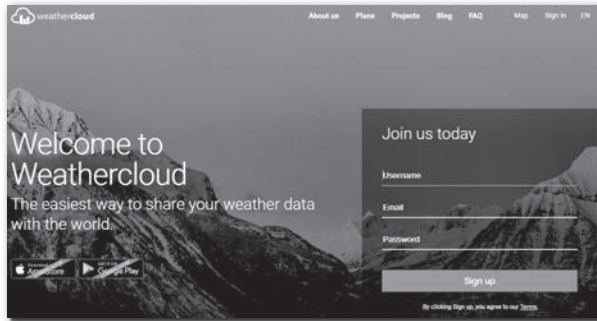 weathercloud
About us Plans Projects Blog FAQ Map Sign in EN
Welcome to
Weathercloud
The easiest way to share your weather data
with the world.
App Store
Google Play
Join us today
Username
Email
Password
Sign up
By clicking Sign up, you agree to our Terms.